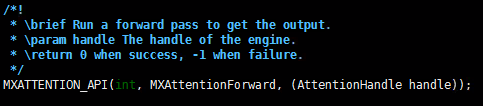 /*!
 * \brief Run a forward pass to get the output.
 * \param handle The handle of the engine.
 * \return 0 when success, -1 when failure.
 */
MXATTENTION_API(int, MXAttentionForward, (AttentionHandle handle));